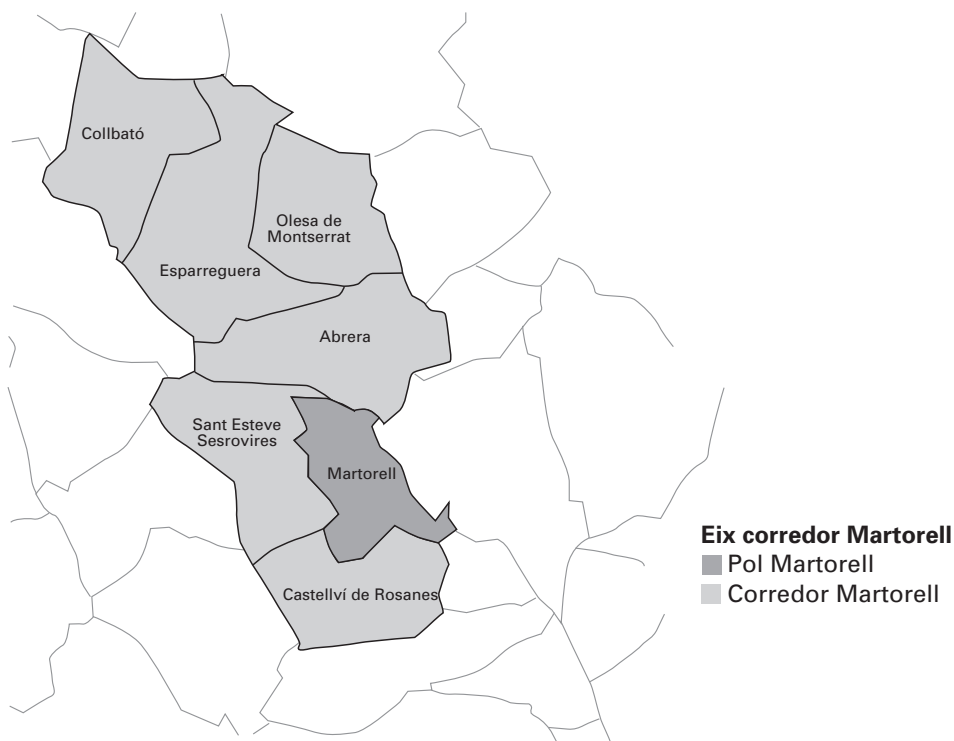 Collbató
Olesa de
Montserrat
Esparreguera
Abrera
Sant Esteve
Sesrovires
Martorell
Castellví de Rosanes
Eix corredor Martorell
Pol Martorell
Corredor Martorell